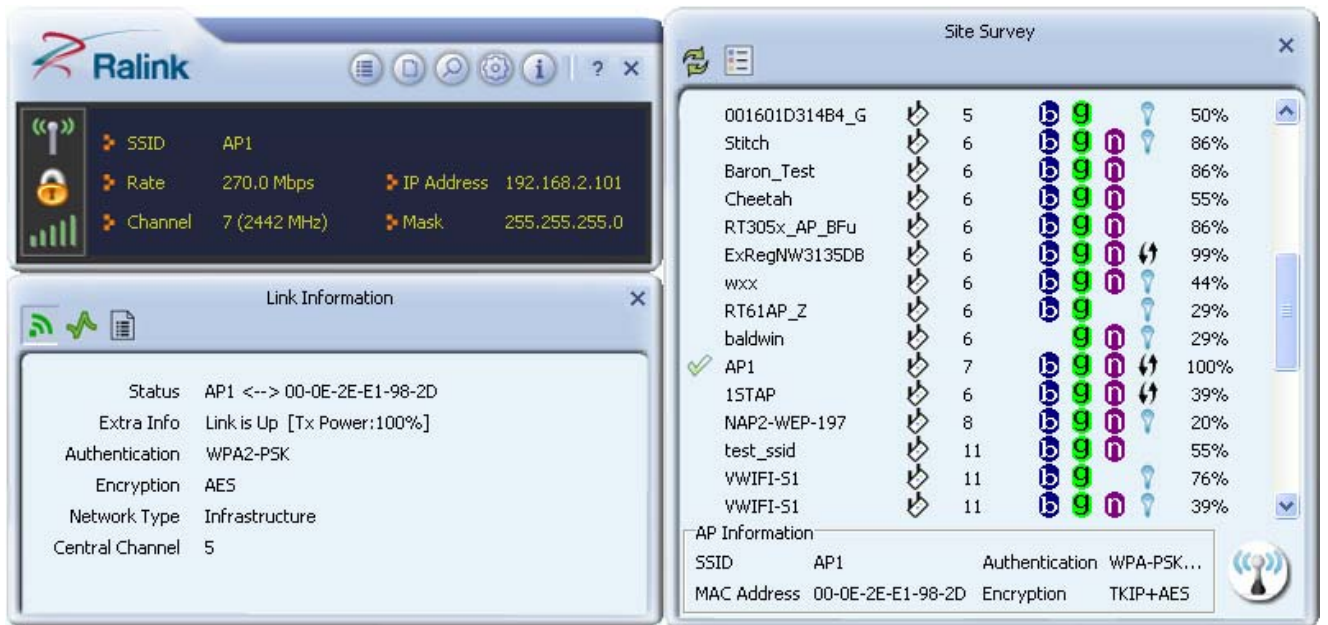 Ralink
? ×
SSID AP1
Rate 270.0 Mbps IP Address 192.168.2.101
Channel 7 (2442 MHz) Mask 255.255.255.0
Link Information
Status AP1 <--> 00-0E-2E-E1-98-2D
Extra Info Link is Up [Tx Power:100%]
Authentication WPA2-PSK
Encryption AES
Network Type Infrastructure
Central Channel 5
Site Survey
001601D314B4_G 5 b g 50%
Stitch 6 b g n 86%
Baron_Test 6 b g n 86%
Cheetah 6 b g n 55%
RT305x_AP_BFu 6 b g n 86%
ExRegNW3135DB 6 b g n 99%
wxx 6 b g n 44%
RT61AP_Z 6 b g 29%
baldwin 6 g n 29%
AP1 7 b g n 100%
1STAP 6 b g n 39%
NAP2-WEP-197 8 b g n 20%
test_ssid 11 b g n 55%
VWIFI-S1 11 b g 76%
VWIFI-S1 11 b g n 39%
AP Information
SSID AP1 Authentication WPA-PSK...
MAC Address 00-0E-2E-E1-98-2D Encryption TKIP+AES